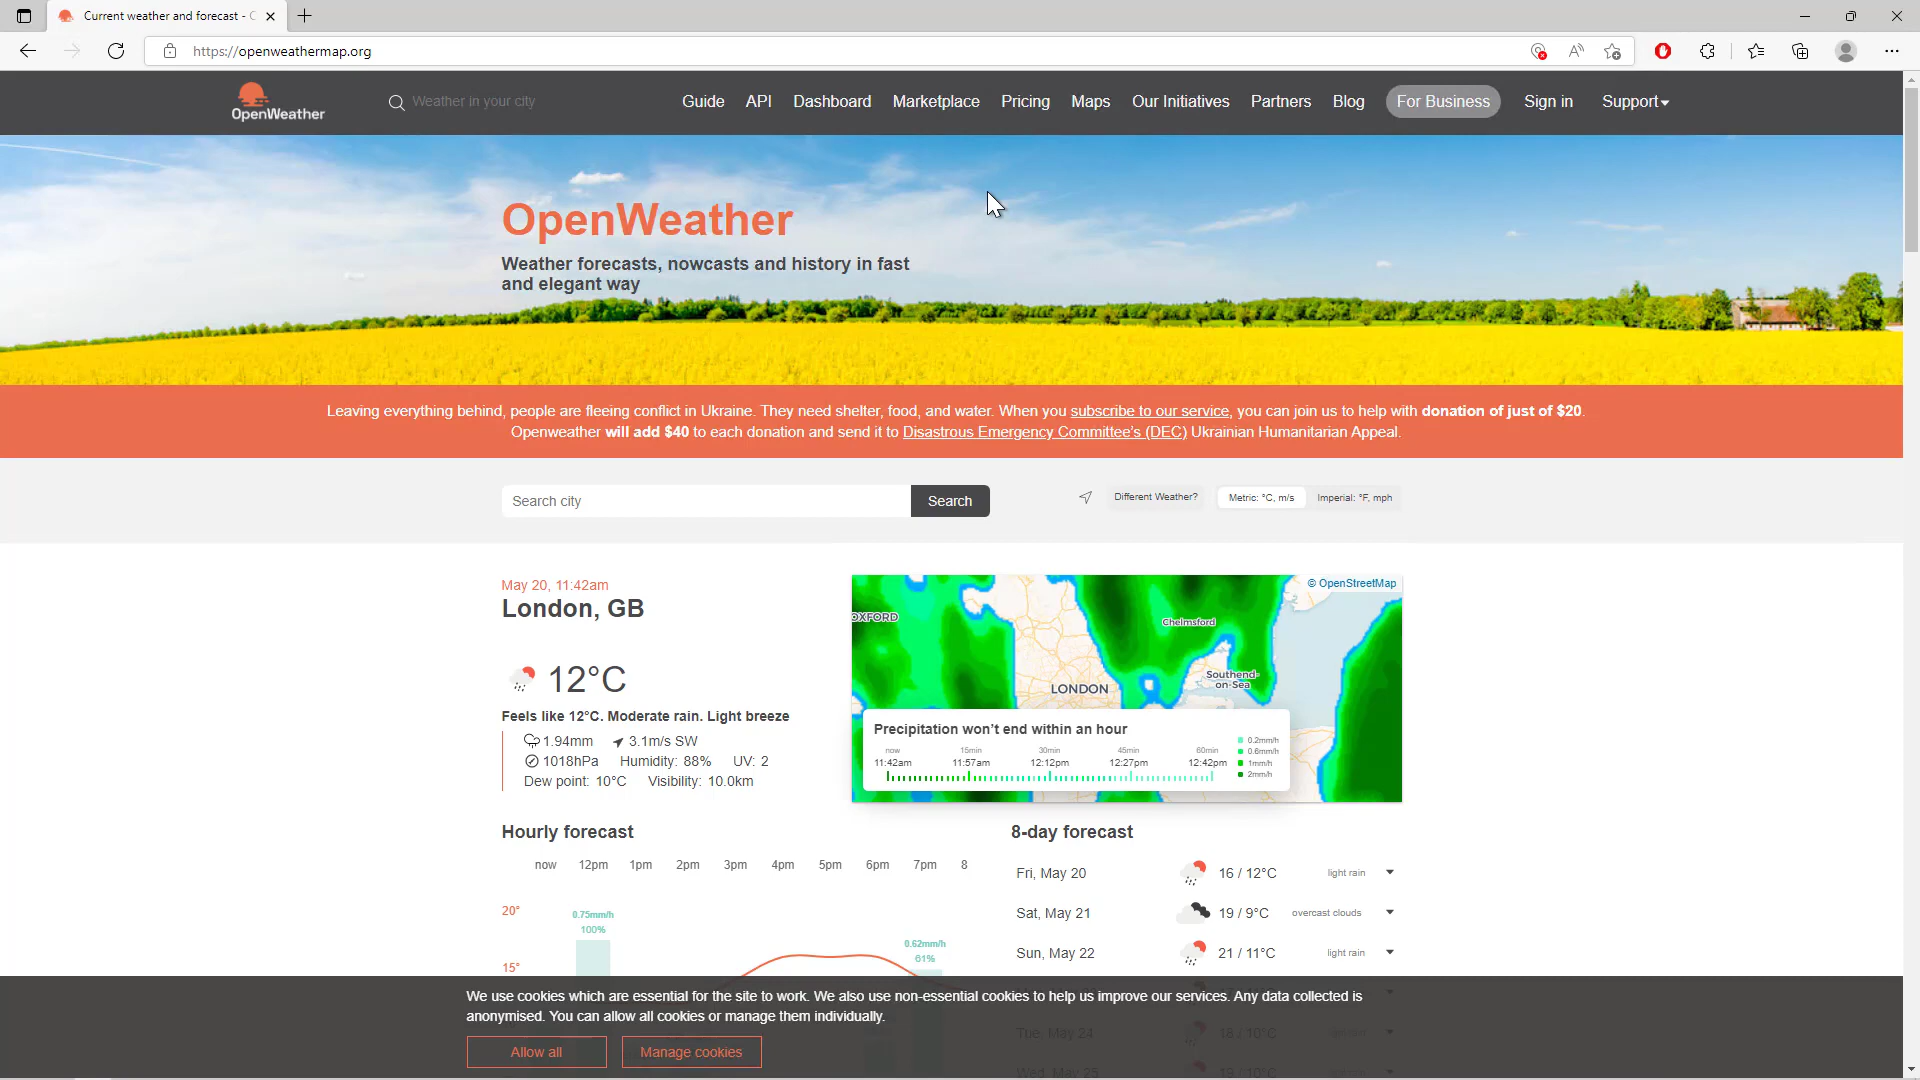 Current weather and forecast - O
https://openweathermap.org
OpenWeather
Weather in your city
Guide
API
Dashboard
Marketplace
Pricing
Maps
Our Initiatives
Partners
Blog
For Business
Sign in
Support
OpenWeather
Weather forecasts, nowcasts and history in fast
and elegant way
Leaving everything behind, people are fleeing conflict in Ukraine. They need shelter, food, and water. When you subscribe to our service, you can join us to help with donation of just of $20.
Openweather will add $40 to each donation and send it to Disastrous Emergency Committee's (DEC) Ukrainian Humanitarian Appeal.
Search city
Search
Different Weather?
Metric: °C, m/s
Imperial: °F, mph
May 20, 11:42am
London, GB
12°C
Feels like 12°C. Moderate rain. Light breeze
1.94mm 3.1m/s SW
1018hPa Humidity: 88% UV: 2
Dew point: 10°C Visibility: 10.0km
© OpenStreetMap
OXFORD
Chelmsford
Southend-
on-Sea
LONDON
Precipitation won't end within an hour
now 15min 30min 45min 60min
11:42am 11:57am 12:12pm 12:27pm 12:42pm
0.2mm/h
0.6mm/h
1mm/h
2mm/h
Hourly forecast
now 12pm 1pm 2pm 3pm 4pm 5pm 6pm 7pm 8
20°
0.75mm/h
100%
0.62mm/h
61%
15°
8-day forecast
Fri, May 20 16 / 12°C light rain
Sat, May 21 19 / 9°C overcast clouds
Sun, May 22 21 / 11°C light rain
Tue, May 24 18 / 10°C
Wed, May 25 19 / 10°C
We use cookies which are essential for the site to work. We also use non-essential cookies to help us improve our services. Any data collected is
anonymised. You can allow all cookies or manage them individually.
Allow all
Manage cookies